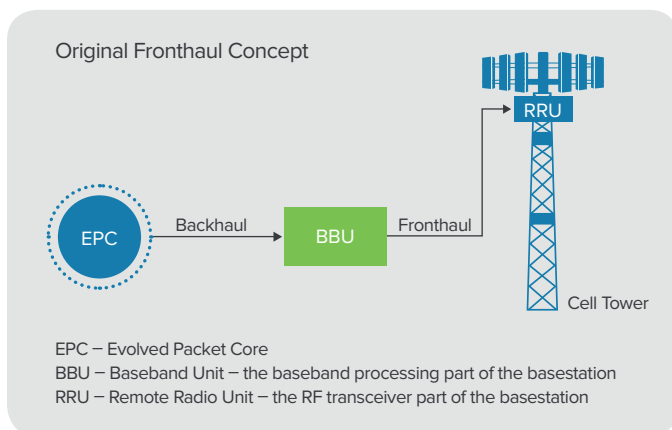 Original Fronthaul Concept
RRU
Backhaul
Fronthaul
EPC
BBU
Cell Tower
EPC – Evolved Packet Core
BBU – Baseband Unit – the baseband processing part of the basestation
RRU – Remote Radio Unit – the RF transceiver part of the basestation